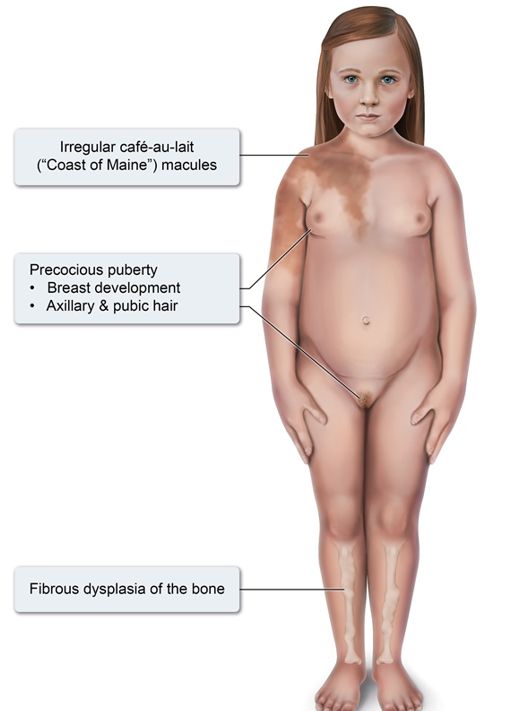 Irregular café-au-lait
(“Coast of Maine”) macules
Precocious puberty
• Breast development
• Axillary & pubic hair
Fibrous dysplasia of the bone